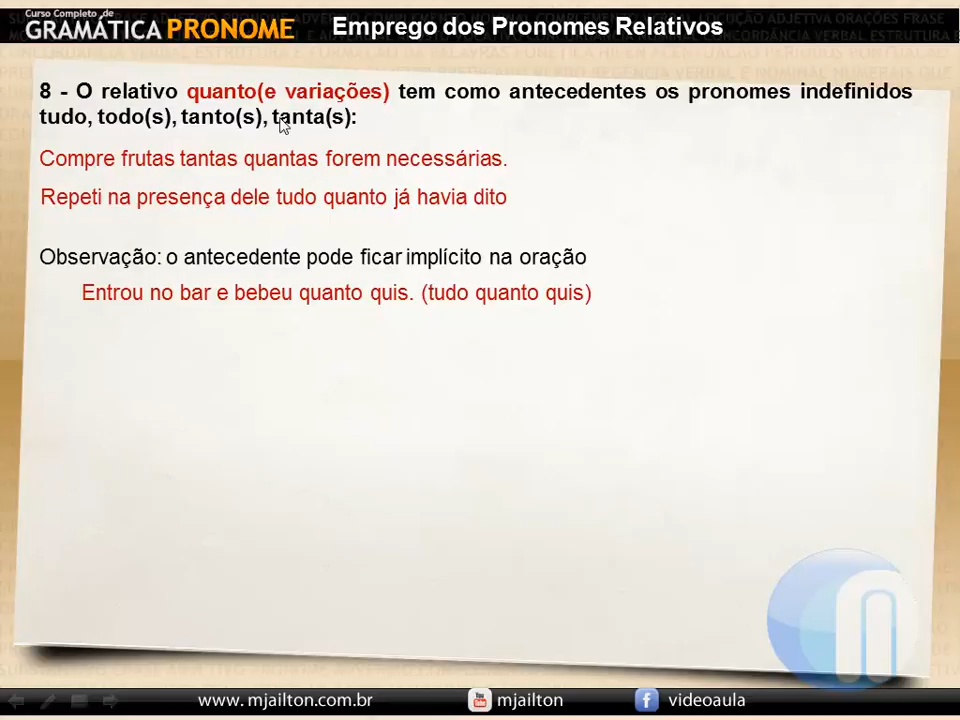 Curso Completo de
GRAMÁTICA PRONOME
Emprego dos Pronomes Relativos
8 - O relativo quanto(e variações) tem como antecedentes os pronomes indefinidos
tudo, todo(s), tanto(s), tanta(s):
Compre frutas tantas quantas forem necessárias.
Repeti na presença dele tudo quanto já havia dito
Observação: o antecedente pode ficar implícito na oração
Entrou no bar e bebeu quanto quis. (tudo quanto quis)
www. mjailton.com.br
You Tube
mjailton
f
videoaula